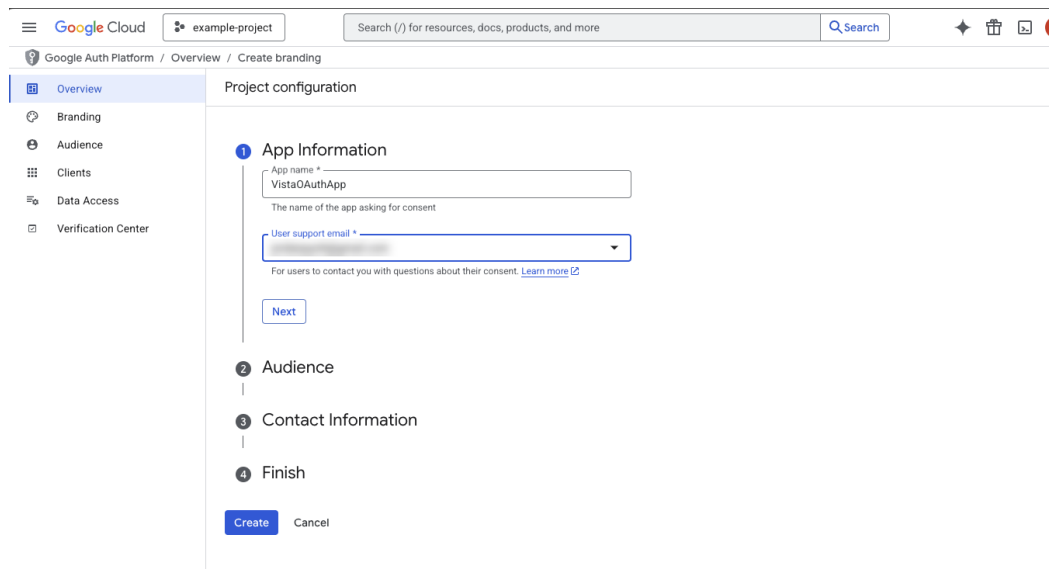 Google Cloud
example-project
Search (/) for resources, docs, products, and more
Search
Google Auth Platform / Overview / Create branding
Overview
Branding
Audience
Clients
Data Access
Verification Center
Project configuration
1 App Information
App name *
VistaOAuthApp
The name of the app asking for consent
User support email *
For users to contact you with questions about their consent. Learn more
Next
2 Audience
3 Contact Information
4 Finish
Create Cancel